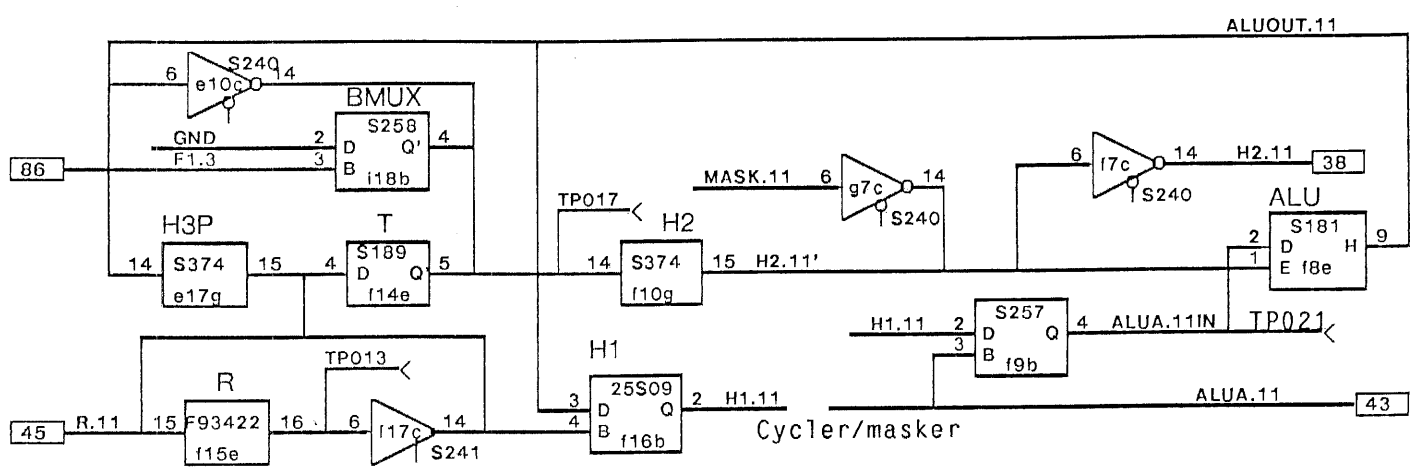 ALUOUT.11
S240
6 e10c 14
BMUX
S258
GND 2 D Q' 4
86 F1.3 3 B
i18b
MASK.11 6 g7c 14
S240
6 f7c 14 H2.11 38
S240
TP017
H3P T H2 ALU
S181
2 D H 9
1 E f8e
14 S374 15
e17g
S189
4 D Q' 5
f14e
14 S374 15 H2.11'
f10g
S257
H1.11 2 D Q 4 ALUA.11IN TP021
3 B
f9b
TP013
R H1
45 R.11 15 F93422 16 6 f17c 14
f15e S241
25S09
3 D Q 2 H1.11
4 B
f16b
Cycler/masker
ALUA.11 43